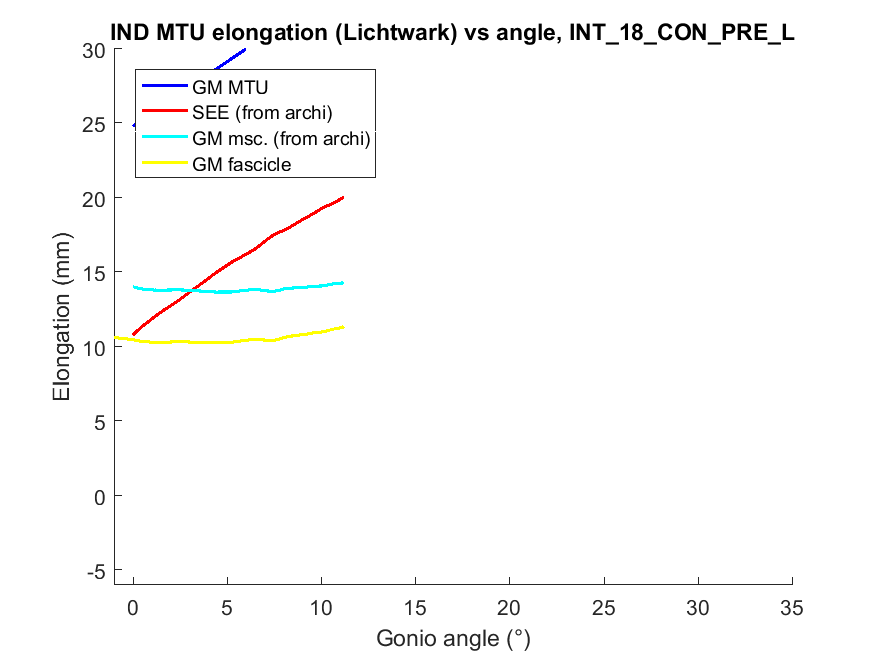 IND MTU elongation (Lichtwark) vs angle, INT_18_CON_PRE_L
30
25
20
15
10
5
0
-5
Elongation (mm)
GM MTU
SEE (from archi)
GM msc. (from archi)
GM fascicle
0 5 10 15 20 25 30 35
Gonio angle (°)